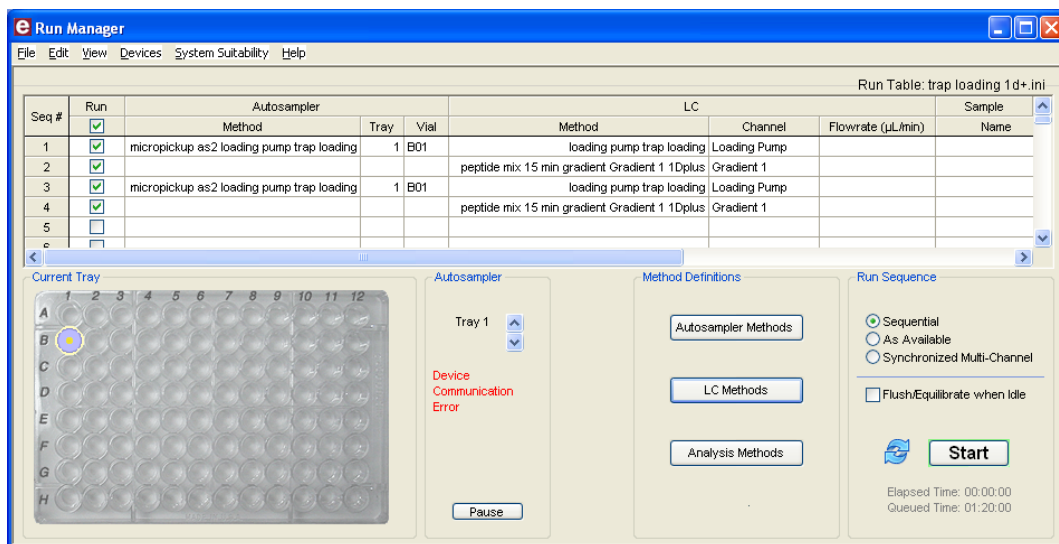 e Run Manager
File Edit View Devices System Suitability Help
Run Table: trap loading 1d+.ini
Seq # Run Autosampler LC Sample
Method Tray Vial Method Channel Flowrate (µL/min) Name
1 micropickup as2 loading pump trap loading 1 B01 loading pump trap loading Loading Pump
2 peptide mix 15 min gradient Gradient 1 1Dplus Gradient 1
3 micropickup as2 loading pump trap loading 1 B01 loading pump trap loading Loading Pump
4 peptide mix 15 min gradient Gradient 1 1Dplus Gradient 1
5
6
Current Tray Autosampler Method Definitions Run Sequence
1 2 3 4 5 6 7 8 9 10 11 12
A
B
C
D
E
F
G
H
Tray 1
Device
Communication
Error
Pause
Autosampler Methods
LC Methods
Analysis Methods
Sequential
As Available
Synchronized Multi-Channel
Flush/Equilibrate when Idle
Start
Elapsed Time: 00:00:00
Queued Time: 01:20:00